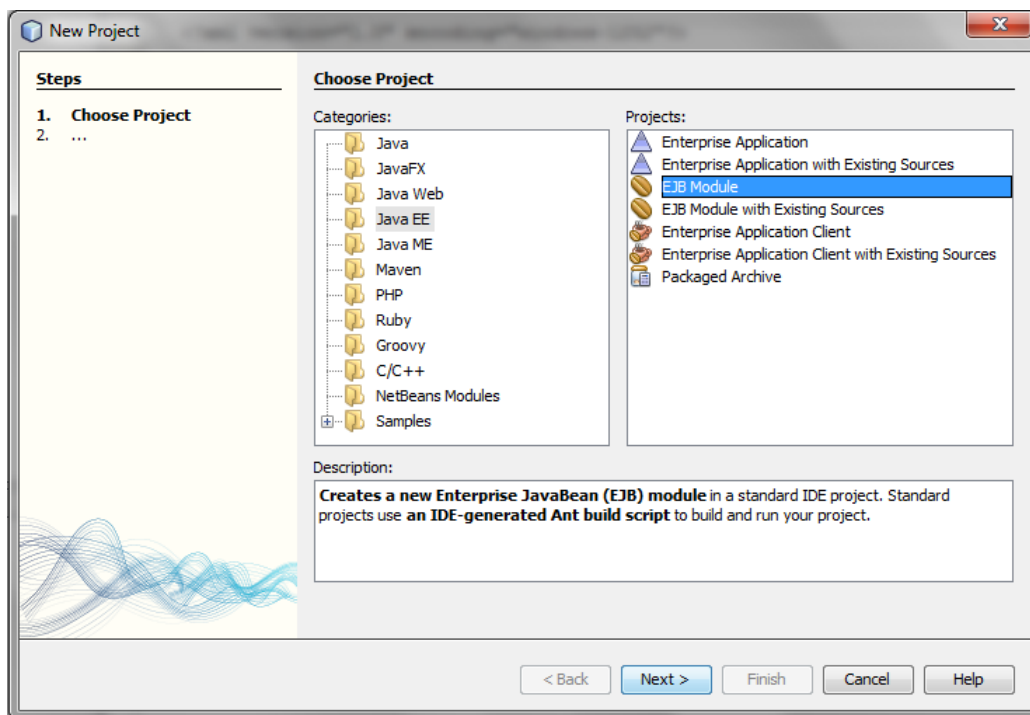 New Project
Steps
1. Choose Project
2. ...
Choose Project
Categories:
Java
JavaFX
Java Web
Java EE
Java ME
Maven
PHP
Ruby
Groovy
C/C++
NetBeans Modules
Samples
Projects:
Enterprise Application
Enterprise Application with Existing Sources
EJB Module
EJB Module with Existing Sources
Enterprise Application Client
Enterprise Application Client with Existing Sources
Packaged Archive
Description:
Creates a new Enterprise JavaBean (EJB) module in a standard IDE project. Standard
projects use an IDE-generated Ant build script to build and run your project.
< Back
Next >
Finish
Cancel
Help